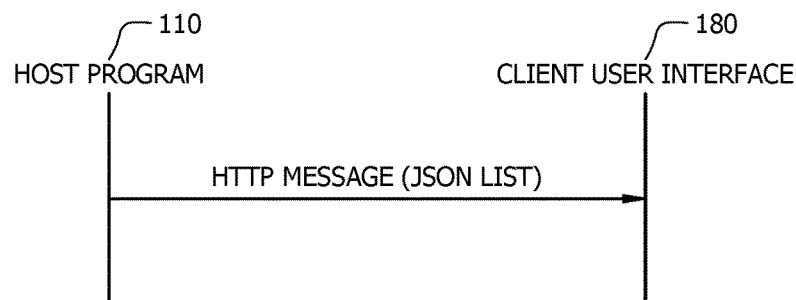 110
180
HOST PROGRAM
CLIENT USER INTERFACE
HTTP MESSAGE (JSON LIST)